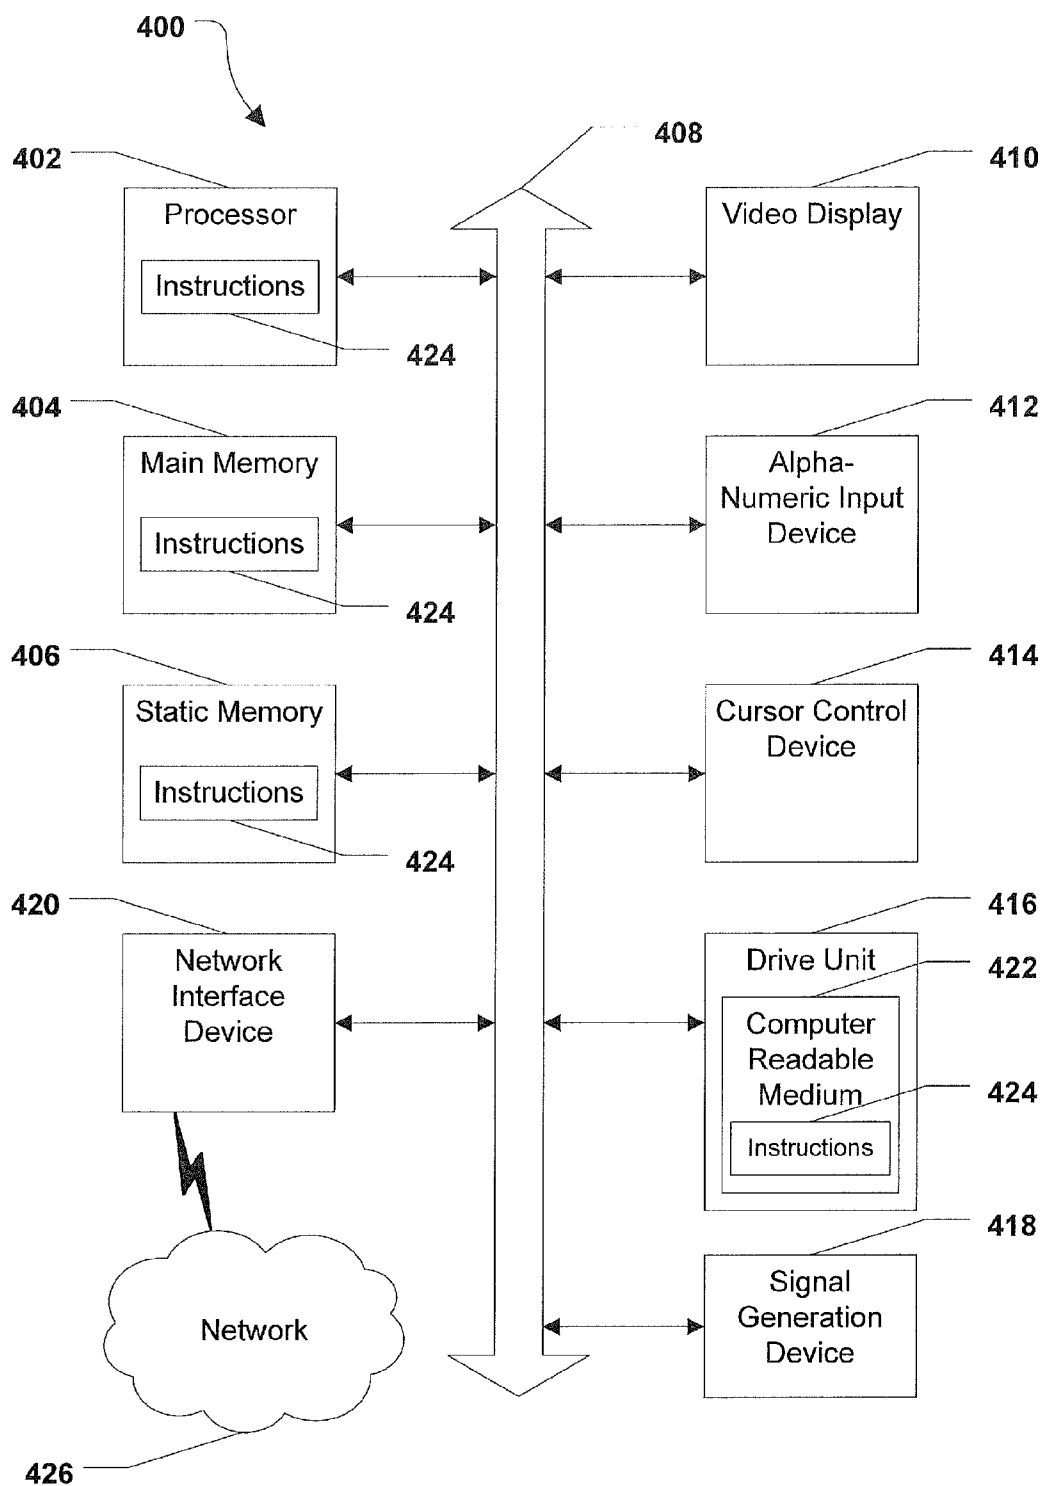 400
402
408
410
Processor
Video Display
Instructions
424
404
412
Main Memory
Alpha-
Numeric Input
Device
Instructions
424
406
414
Static Memory
Cursor Control
Device
Instructions
424
420
416
Network
Interface
Device
Drive Unit
422
Computer
Readable
Medium
424
Instructions
418
Signal
Generation
Device
Network
426